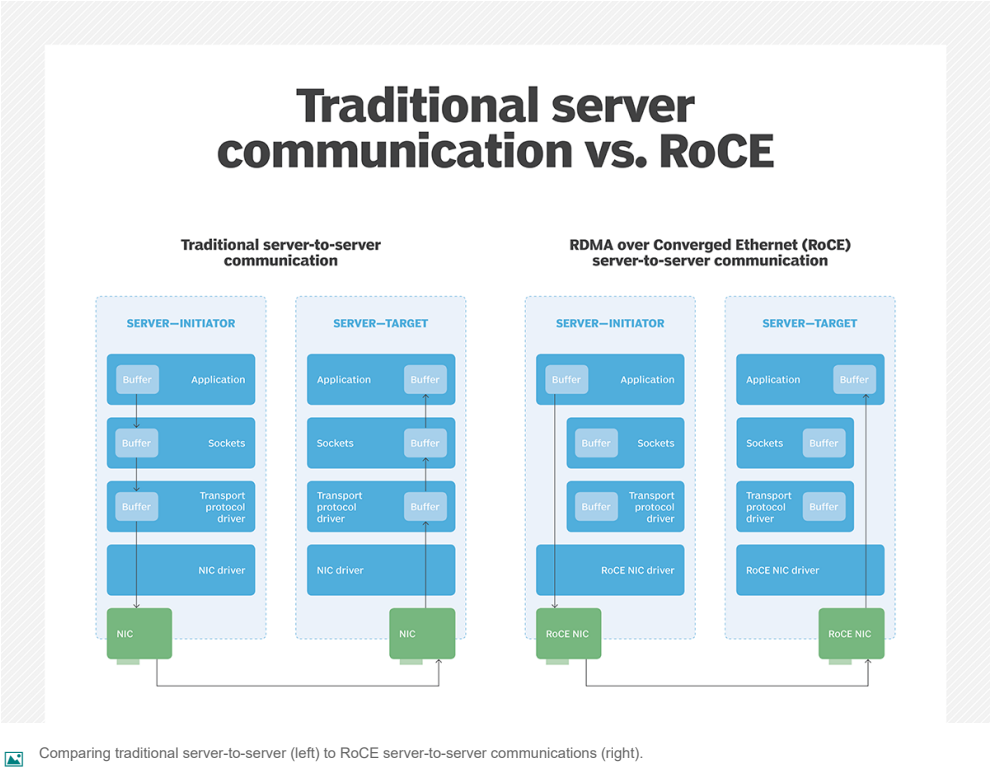 Traditional server
communication vs. RoCE
Traditional server-to-server
communication
SERVER—INITIATOR
Buffer
Application
Buffer
Sockets
Buffer
Transport
protocol
driver
NIC driver
NIC
SERVER—TARGET
Application
Buffer
Sockets
Buffer
Transport
protocol
driver
Buffer
NIC driver
NIC
RDMA over Converged Ethernet (RoCE)
server-to-server communication
SERVER—INITIATOR
Buffer
Application
Buffer
Sockets
Buffer
Transport
protocol
driver
RoCE NIC driver
RoCE NIC
SERVER—TARGET
Application
Buffer
Sockets
Buffer
Transport
protocol
driver
Buffer
RoCE NIC driver
RoCE NIC
Comparing traditional server-to-server (left) to RoCE server-to-server communications (right).